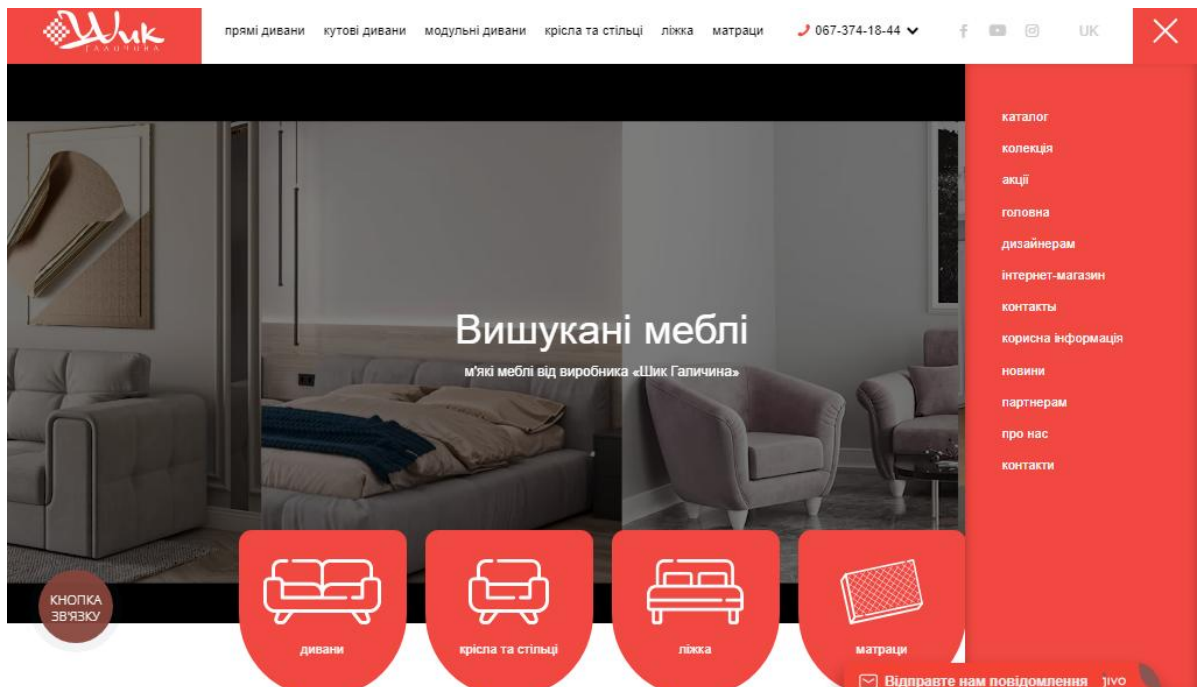 Шик
ГАЛИЧИНА
прямі дивани кутові дивани модульні дивани крісла та стільці ліжка матраци 067-374-18-44 UK
каталог
колекція
акції
головна
дизайнерам
інтернет-магазин
контакты
корисна інформація
новини
партнерам
про нас
контакти
Вишукані меблі
м'які меблі від виробника «Шик Галичина»
КНОПКА
ЗВ'ЯЗКУ
дивани крісла та стільці ліжка матраци
Відправте нам повідомлення jivo